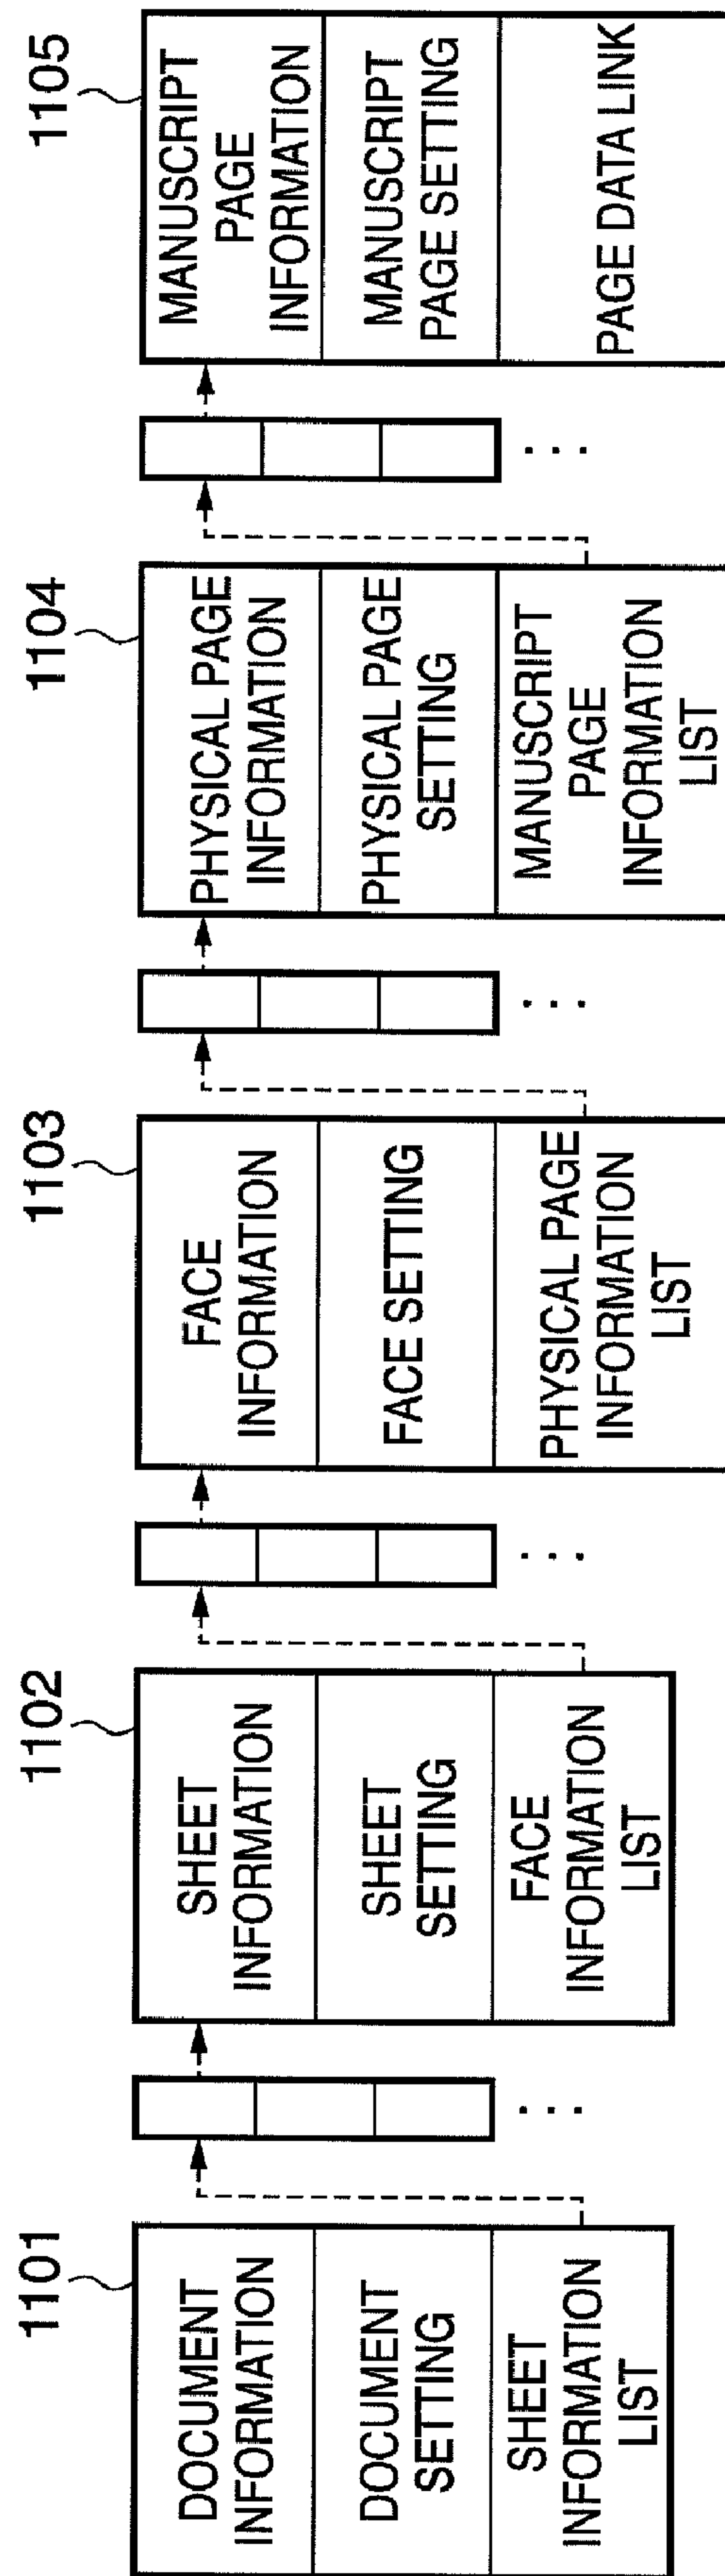 1101
DOCUMENT
INFORMATION
DOCUMENT
SETTING
SHEET
INFORMATION
LIST
. . .
1102
SHEET
INFORMATION
SHEET
SETTING
FACE
INFORMATION
LIST
. . .
1103
FACE
INFORMATION
FACE SETTING
PHYSICAL PAGE
INFORMATION
LIST
. . .
1104
PHYSICAL PAGE
INFORMATION
PHYSICAL PAGE
SETTING
MANUSCRIPT
PAGE
INFORMATION
LIST
. . .
1105
MANUSCRIPT
PAGE
INFORMATION
MANUSCRIPT
PAGE SETTING
PAGE DATA LINK